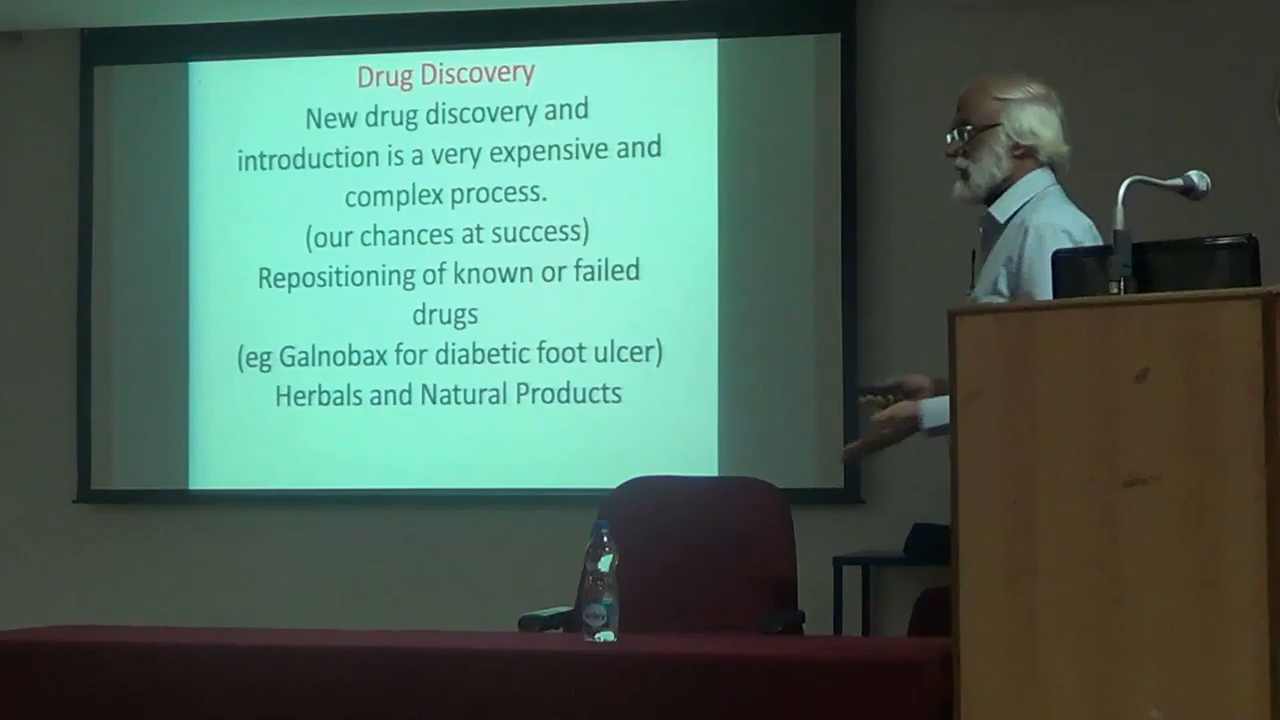 Drug Discovery
New drug discovery and
introduction is a very expensive and
complex process.
(our chances at success)
Repositioning of known or failed
drugs
(eg Galnobax for diabetic foot ulcer)
Herbals and Natural Products